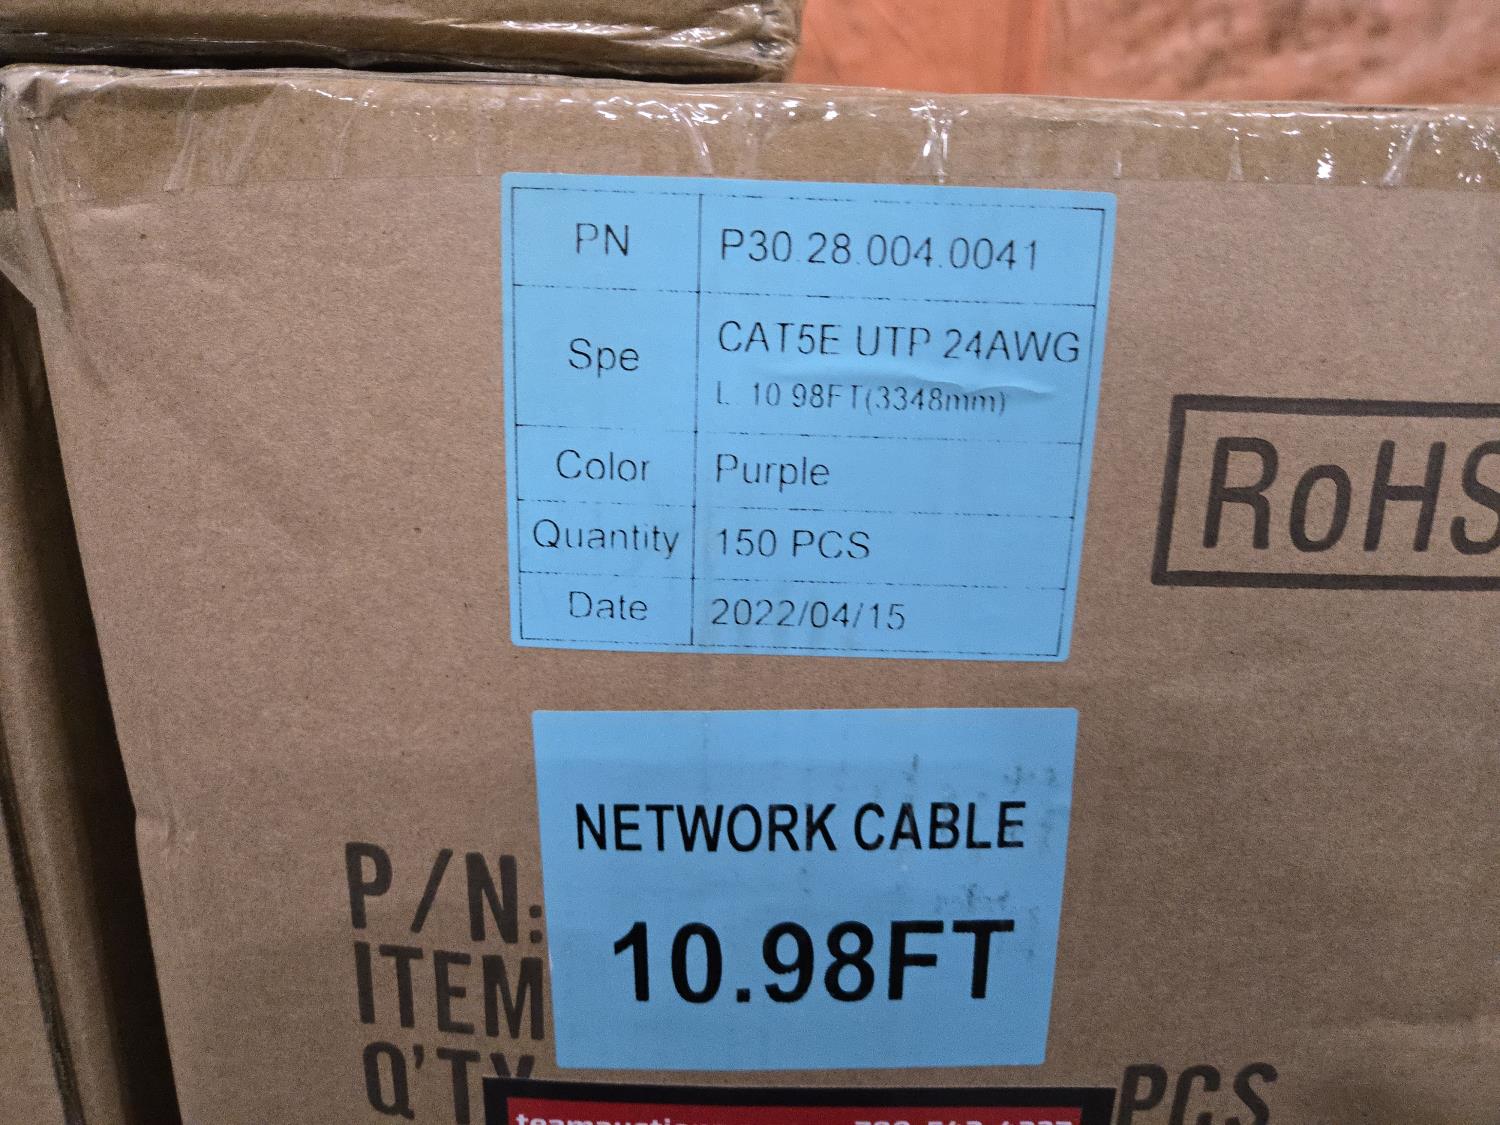 PN P30.28.004.0041
Spe CAT5E UTP 24AWG
L. 10.98FT(3348mm)
Color Purple
Quantity 150 PCS
Date 2022/04/15
RoHS
NETWORK CABLE
10.98FT
P/N:
ITEM
Q'TY
PCS